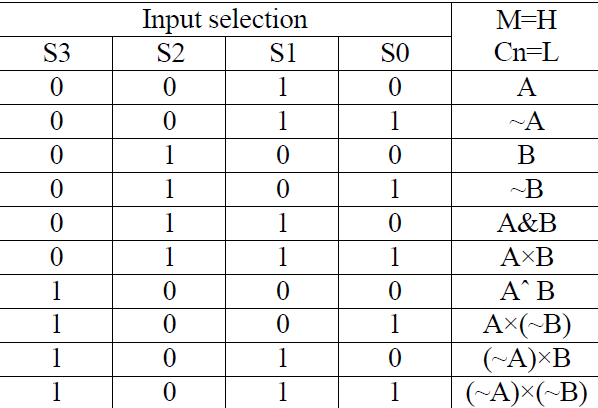 Input selection M=H
S3 S2 S1 S0 Cn=L
0 0 1 0 A
0 0 1 1 ~A
0 1 0 0 B
0 1 0 1 ~B
0 1 1 0 A&B
0 1 1 1 A×B
1 0 0 0 A^ B
1 0 0 1 A×(~B)
1 0 1 0 (~A)×B
1 0 1 1 (~A)×(~B)